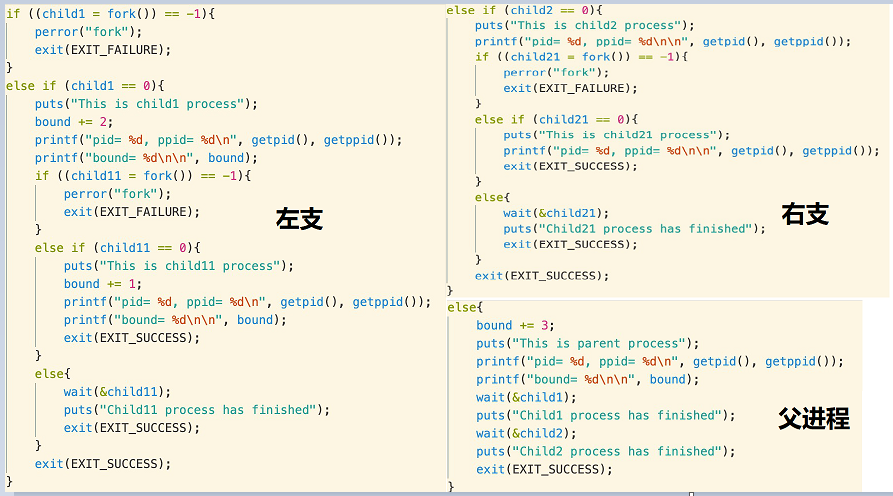 if ((child1 = fork()) == -1){
    perror("fork");
    exit(EXIT_FAILURE);
}
else if (child1 == 0){
    puts("This is child1 process");
    bound += 2;
    printf("pid= %d, ppid= %d\n", getpid(), getppid());
    printf("bound= %d\n\n", bound);
    if ((child11 = fork()) == -1){
        perror("fork");
        exit(EXIT_FAILURE);
    }
    else if (child11 == 0){
        puts("This is child11 process");
        bound += 1;
        printf("pid= %d, ppid= %d\n", getpid(), getppid());
        printf("bound= %d\n\n", bound);
        exit(EXIT_SUCCESS);
    }
    else{
        wait(&child11);
        puts("Child11 process has finished");
        exit(EXIT_SUCCESS);
    }
    exit(EXIT_SUCCESS);
}
左支
else if (child2 == 0){
    puts("This is child2 process");
    printf("pid= %d, ppid= %d\n\n", getpid(), getppid());
    if ((child21 = fork()) == -1){
        perror("fork");
        exit(EXIT_FAILURE);
    }
    else if (child21 == 0){
        puts("This is child21 process");
        printf("pid= %d, ppid= %d\n\n", getpid(), getppid());
        exit(EXIT_SUCCESS);
    }
    else{
        wait(&child21);
        puts("Child21 process has finished");
        exit(EXIT_SUCCESS);
    }
    exit(EXIT_SUCCESS);
}
右支
else{
    bound += 3;
    puts("This is parent process");
    printf("pid= %d, ppid= %d\n", getpid(), getppid());
    printf("bound= %d\n\n", bound);
    wait(&child1);
    puts("Child1 process has finished");
    wait(&child2);
    puts("Child2 process has finished");
    exit(EXIT_SUCCESS);
}
父进程